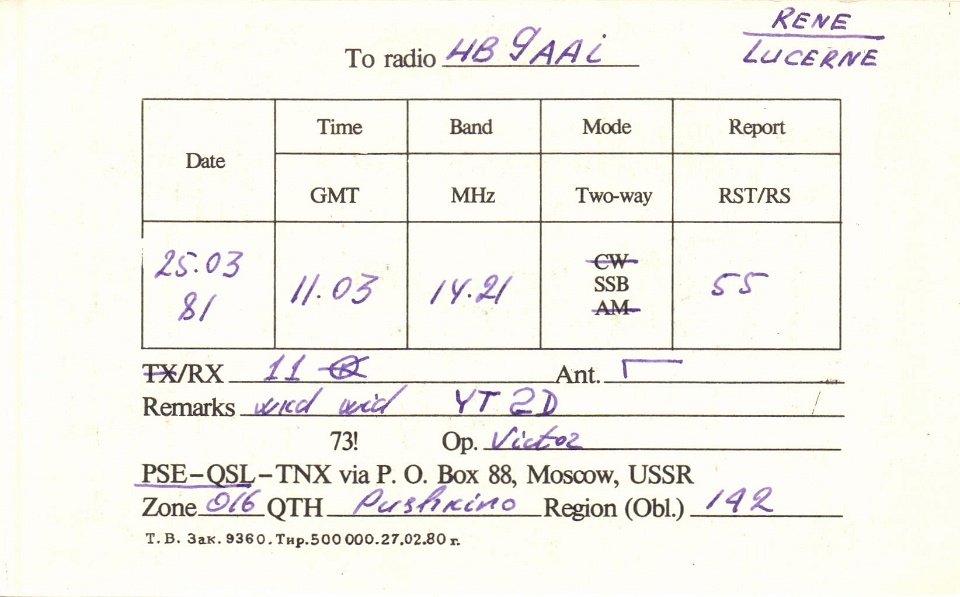 RENE
To radio HB9AAi LUCERNE
Date Time Band Mode Report
GMT MHz Two-way RST/RS
25.03 81 11.03 14.21 CW SSB AM 55
TX/RX 11 Ant.
Remarks wkd wid YT2D
73! Op. Victor
PSE–QSL–TNX via P. O. Box 88, Moscow, USSR
Zone 016 QTH Pushkino Region (Obl.) 142
Т. В. Зак. 9360. Тир. 500 000. 27.02.80 г.